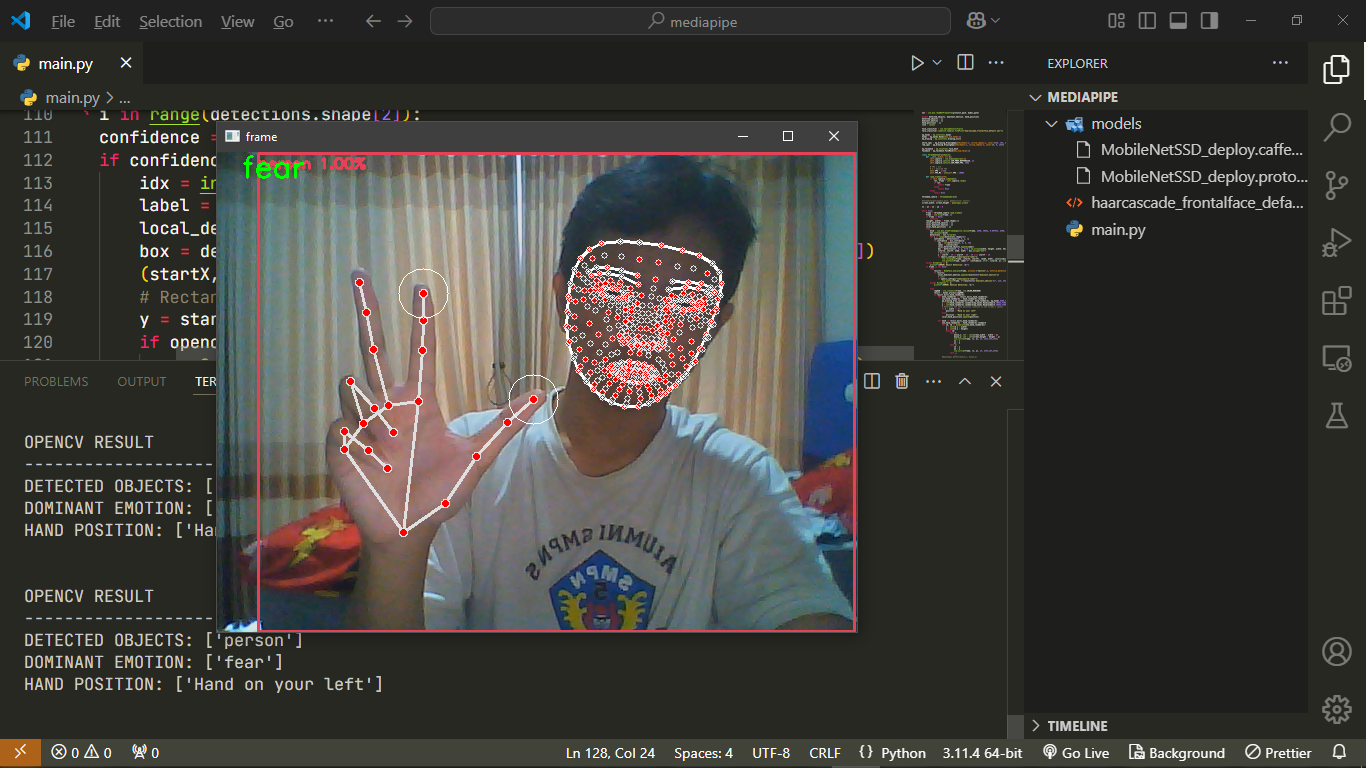 File Edit Selection View Go ··· mediapipe
main.py
main.py > ...
EXPLORER
MEDIAPIPE
models
MobileNetSSD_deploy.caffe...
MobileNetSSD_deploy.proto...
haarcascade_frontalface_defa...
main.py
110 i in range(detections.shape[2]):
111 confidence =
112 if confidenc
113 idx = in
114 label =
115 local_de
116 box = de ])
117 (startX,
118 # Rectan
119 y = star
120 if openc
frame
fear
1.00%
ALUMNI SMPN
SMPN
5
PROBLEMS OUTPUT TER
OPENCV RESULT
DETECTED OBJECTS: [
DOMINANT EMOTION: [
HAND POSITION: ['Ha
OPENCV RESULT
DETECTED OBJECTS: ['person']
DOMINANT EMOTION: ['fear']
HAND POSITION: ['Hand on your left']
TIMELINE
0 0 0 Ln 128, Col 24 Spaces: 4 UTF-8 CRLF {} Python 3.11.4 64-bit Go Live Background Prettier